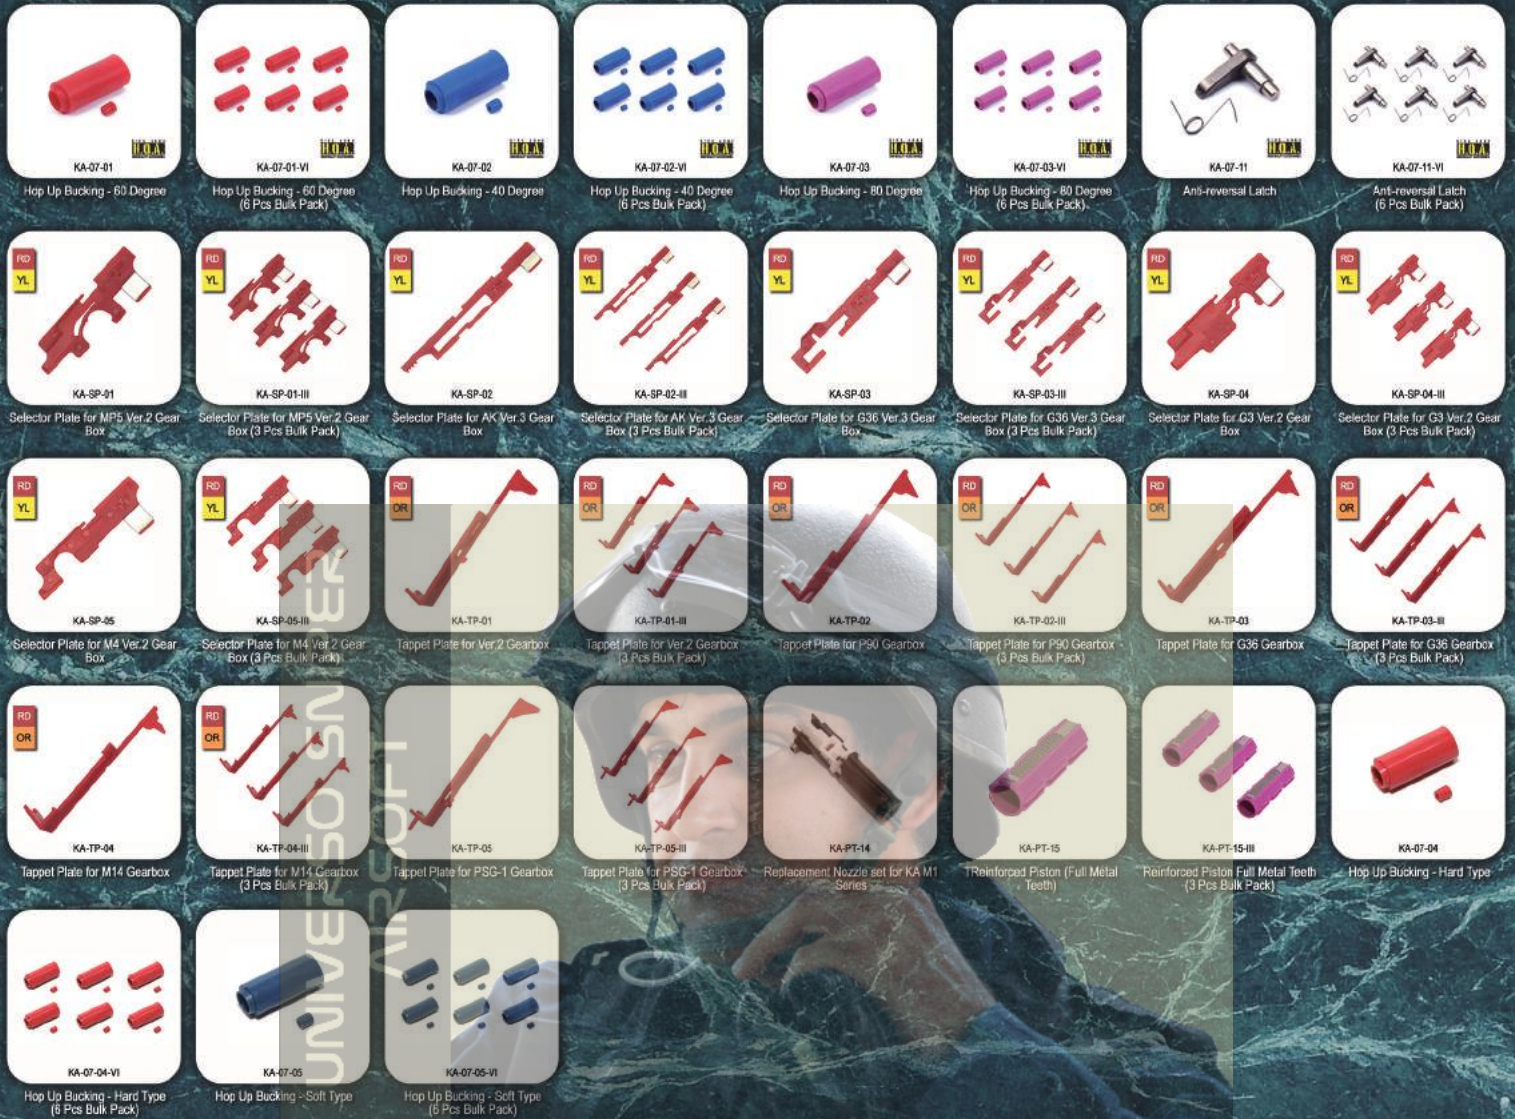 H.O.A.
KA-07-01
Hop Up Bucking - 60 Degree
H.O.A.
KA-07-01-VI
Hop Up Bucking - 60 Degree
(6 Pcs Bulk Pack)
H.O.A.
KA-07-02
Hop Up Bucking - 40 Degree
H.O.A.
KA-07-02-VI
Hop Up Bucking - 40 Degree
(6 Pcs Bulk Pack)
H.O.A.
KA-07-03
Hop Up Bucking - 80 Degree
H.O.A.
KA-07-03-VI
Hop Up Bucking - 80 Degree
(6 Pcs Bulk Pack)
H.O.A.
KA-07-11
Anti-reversal Latch
H.O.A.
KA-07-11-VI
Anti-reversal Latch
(6 Pcs Bulk Pack)
RD
YL
KA-SP-01
Selector Plate for MP5 Ver.2 Gear
Box
RD
YL
KA-SP-01-III
Selector Plate for MP5 Ver.2 Gear
Box (3 Pcs Bulk Pack)
RD
YL
KA-SP-02
Selector Plate for AK Ver.3 Gear
Box
RD
YL
KA-SP-02-III
Selector Plate for AK Ver.3 Gear
Box (3 Pcs Bulk Pack)
RD
YL
KA-SP-03
Selector Plate for G36 Ver.3 Gear
Box
RD
YL
KA-SP-03-III
Selector Plate for G36 Ver.3 Gear
Box (3 Pcs Bulk Pack)
RD
YL
KA-SP-04
Selector Plate for G3 Ver.2 Gear
Box
RD
YL
KA-SP-04-III
Selector Plate for G3 Ver.2 Gear
Box (3 Pcs Bulk Pack)
RD
YL
KA-SP-05
Selector Plate for M4 Ver.2 Gear
Box
RD
YL
KA-SP-05-III
Selector Plate for M4 Ver.2 Gear
Box (3 Pcs Bulk Pack)
RD
OR
KA-TP-01
Tappet Plate for Ver.2 Gearbox
RD
OR
KA-TP-01-III
Tappet Plate for Ver.2 Gearbox
(3 Pcs Bulk Pack)
RD
OR
KA-TP-02
Tappet Plate for P90 Gearbox
RD
OR
KA-TP-02-III
Tappet Plate for P90 Gearbox
(3 Pcs Bulk Pack)
RD
OR
KA-TP-03
Tappet Plate for G36 Gearbox
RD
OR
KA-TP-03-III
Tappet Plate for G36 Gearbox
(3 Pcs Bulk Pack)
RD
OR
KA-TP-04
Tappet Plate for M14 Gearbox
RD
OR
KA-TP-04-III
Tappet Plate for M14 Gearbox
(3 Pcs Bulk Pack)
KA-TP-05
Tappet Plate for PSG-1 Gearbox
KA-TP-05-III
Tappet Plate for PSG-1 Gearbox
(3 Pcs Bulk Pack)
KA-PT-14
Replacement Nozzle set for KA M1
Series
KA-PT-15
1Reinforced Piston (Full Metal
Teeth)
KA-PT-15-III
Reinforced Piston Full Metal Teeth
(3 Pcs Bulk Pack)
KA-07-04
Hop Up Bucking - Hard Type
KA-07-04-VI
Hop Up Bucking - Hard Type
(6 Pcs Bulk Pack)
KA-07-05
Hop Up Bucking - Soft Type
KA-07-05-VI
Hop Up Bucking - Soft Type
(6 Pcs Bulk Pack)
UNIVERSO SNIPER
AIRSOFT